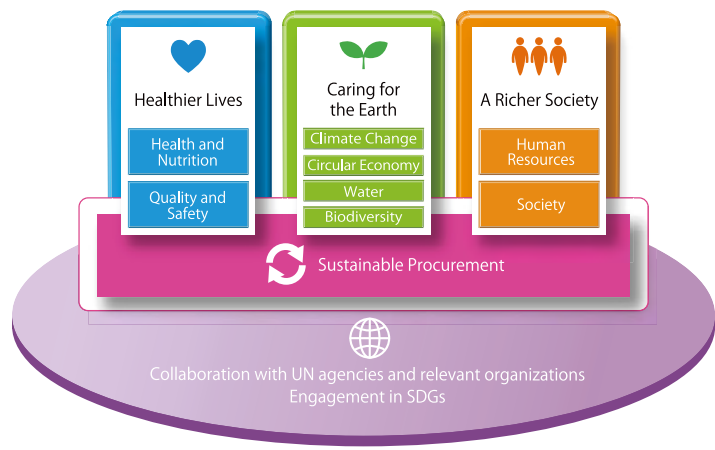 Healthier Lives
Health and
Nutrition
Quality and
Safety
Caring for
the Earth
Climate Change
Circular Economy
Water
Biodiversity
A Richer Society
Human
Resources
Society
Sustainable Procurement
Collaboration with UN agencies and relevant organizations
Engagement in SDGs